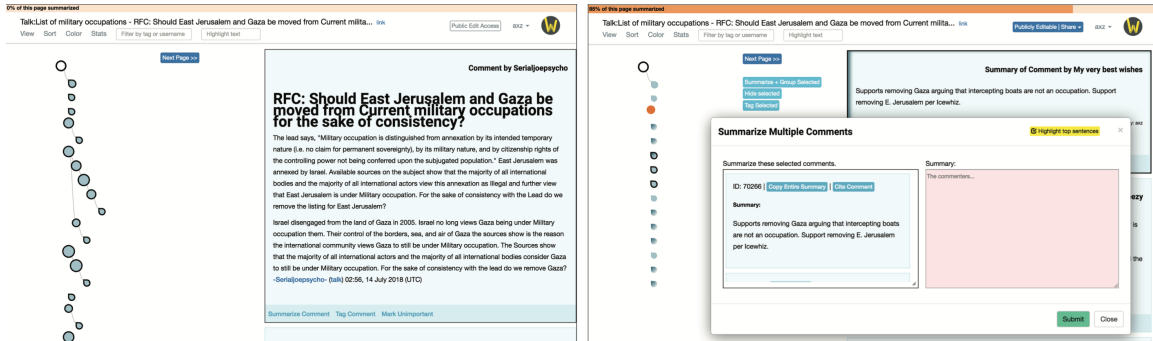 0% of this page summarized
Talk:List of military occupations - RFC: Should East Jerusalem and Gaza be moved from Current milita... link
Public Edit Access
axz
View Sort Color Stats Filter by tag or username Highlight text
Next Page >>
Comment by Serialjoepsycho
RFC: Should East Jerusalem and Gaza be
moved from Current military occupations
for the sake of consistency?
The lead says, "Military occupation is distinguished from annexation by its intended temporary
nature (i.e. no claim for permanent sovereignty), by its military nature, and by citizenship rights of
the controlling power not being conferred upon the subjugated population." East Jerusalem was
annexed by Israel. Available sources on the subject show that the majority of all international
bodies and the majority of all international actors view this annexation as Illegal and further view
that East Jerusalem is under Military occupation. For the sake of consistency with the Lead do we
remove the listing for East Jerusalem?
Israel disengaged from the land of Gaza in 2005. Israel no long views Gaza being under Military
occupation them. Their control of the borders, sea, and air of Gaza the sources show is the reason
the international community views Gaza to still be under Military occupation. The Sources show
that the majority of all international actors and the majority of all international bodies consider Gaza
to still be under Military occupation. For the sake of consistency with the lead do we remove Gaza?
-Serialjoepsycho- (talk) 02:56, 14 July 2018 (UTC)
Summarize Comment Tag Comment Mark Unimportant
88% of this page summarized
Talk:List of military occupations - RFC: Should East Jerusalem and Gaza be moved from Current milita... link
Publicly Editable | Share
axz
View Sort Color Stats Filter by tag or username Highlight text
Next Page >>
Summarize + Group Selected
Hide selected
Tag Selected
Summary of Comment by My very best wishes
Supports removing Gaza arguing that intercepting boats are not an occupation. Support
removing E. Jerusalem per Icewhiz.
axz
Summarize Multiple Comments
Highlight top sentences
×
Summarize these selected comments.
ID: 70266 | Copy Entire Summary | Cite Comment
Summary:
Supports removing Gaza arguing that intercepting boats
are not an occupation. Support removing E. Jerusalem
per Icewhiz.
Summary:
The commenters...
Submit Close
ezy
is
the